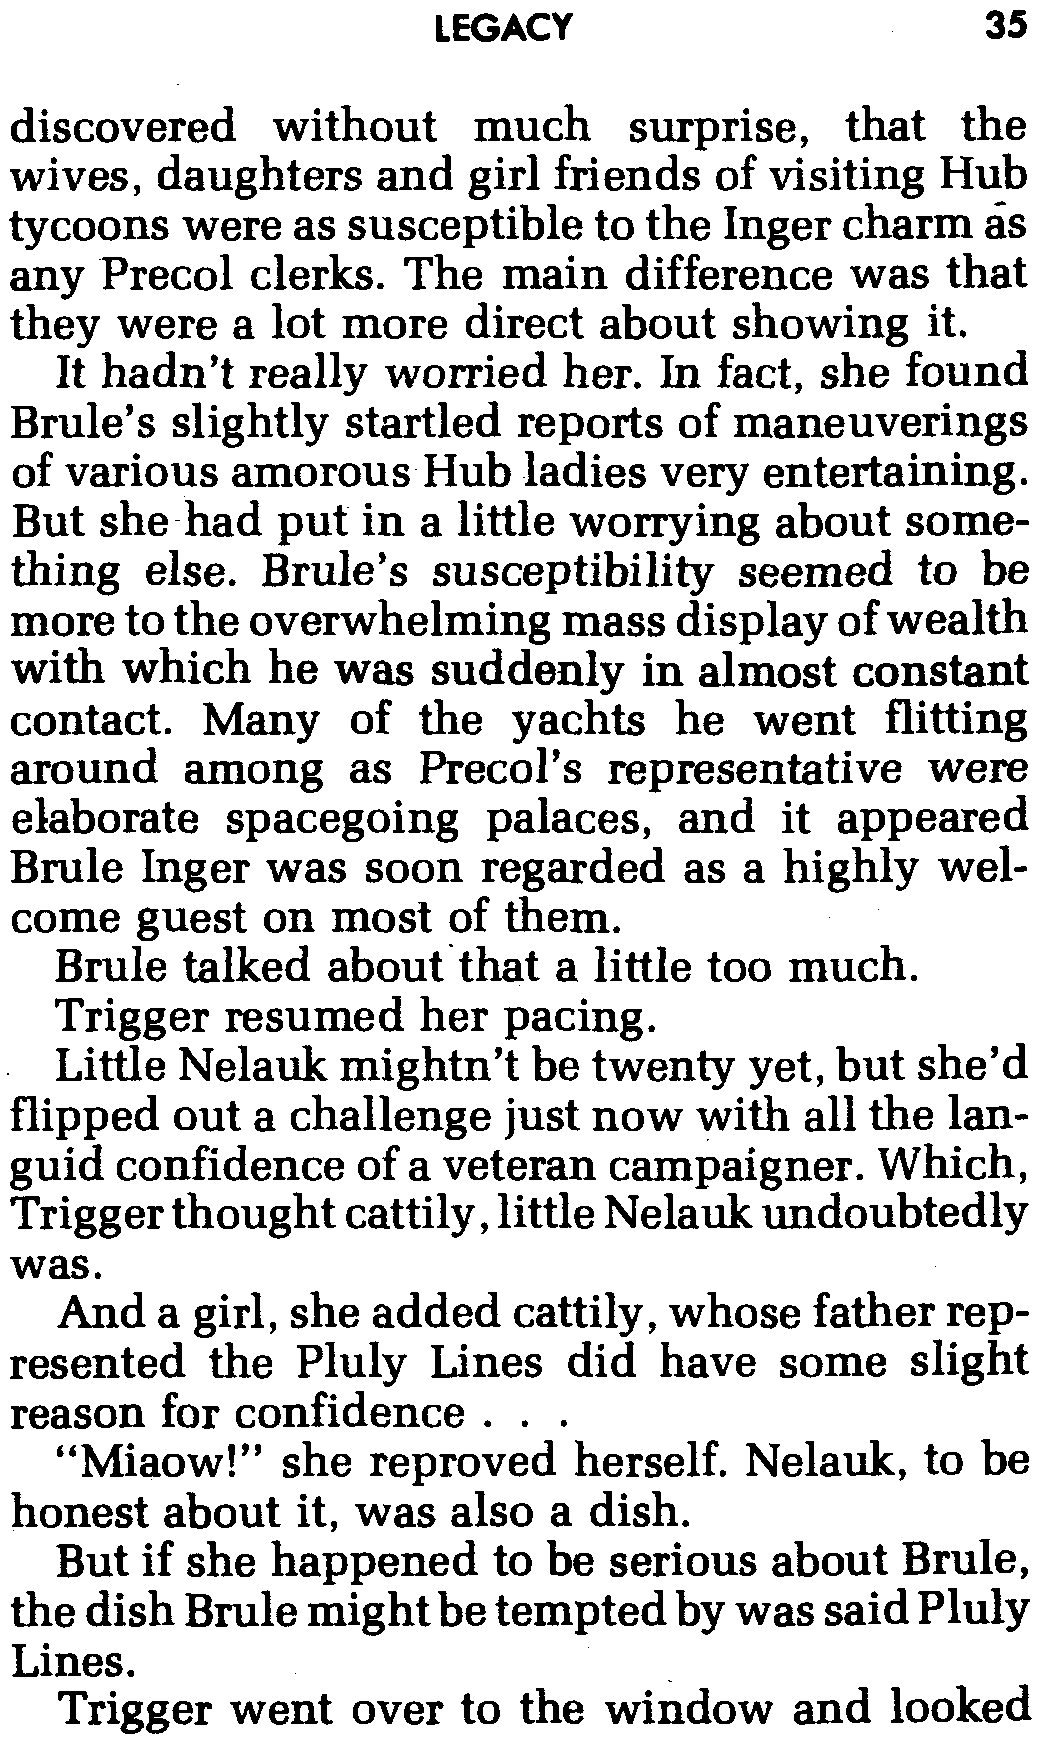 LEGACY 35
discovered without much surprise, that the
wives, daughters and girl friends of visiting Hub
tycoons were as susceptible to the Inger charm as
any Precol clerks. The main difference was that
they were a lot more direct about showing it.
It hadn't really worried her. In fact, she found
Brule's slightly startled reports of maneuverings
of various amorous Hub ladies very entertaining.
But she had put in a little worrying about some-
thing else. Brule's susceptibility seemed to be
more to the overwhelming mass display of wealth
with which he was suddenly in almost constant
contact. Many of the yachts he went flitting
around among as Precol's representative were
elaborate spacegoing palaces, and it appeared
Brule Inger was soon regarded as a highly wel-
come guest on most of them.
Brule talked about that a little too much.
Trigger resumed her pacing.
Little Nelauk mightn't be twenty yet, but she'd
flipped out a challenge just now with all the lan-
guid confidence of a veteran campaigner. Which,
Trigger thought cattily, little Nelauk undoubtedly
was.
And a girl, she added cattily, whose father rep-
resented the Pluly Lines did have some slight
reason for confidence . . .
"Miaow!" she reproved herself. Nelauk, to be
honest about it, was also a dish.
But if she happened to be serious about Brule,
the dish Brule might be tempted by was said Pluly
Lines.
Trigger went over to the window and looked